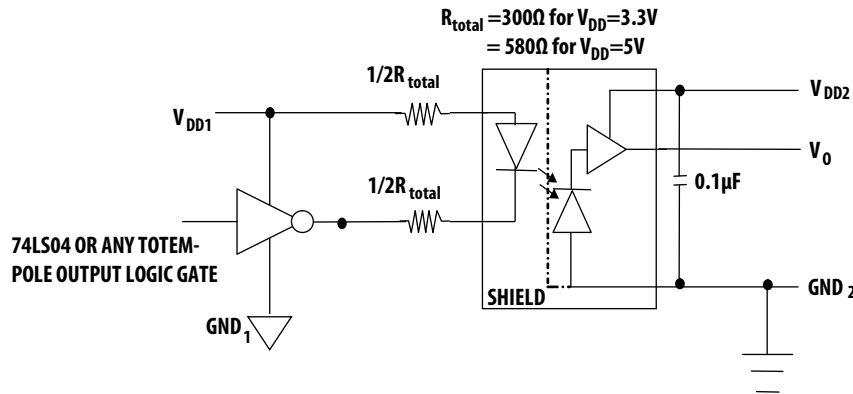 R_total =300Ω for V_DD=3.3V
= 580Ω for V_DD=5V
1/2R_total
V_DD1
V_DD2
V_O
1/2R_total
0.1µF
74LS04 OR ANY TOTEM-
POLE OUTPUT LOGIC GATE
SHIELD
GND_2
GND_1